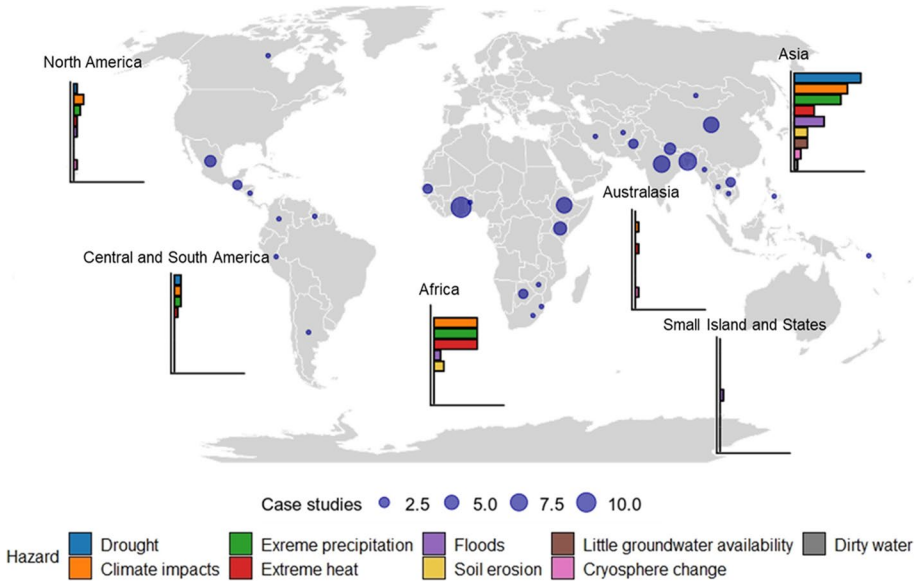 North America
Asia
Australasia
Central and South America
Africa
Small Island and States
Case studies 2.5 5.0 7.5 10.0
Hazard
Drought Exreme precipitation Floods Little groundwater availability Dirty water
Climate impacts Extreme heat Soil erosion Cryosphere change